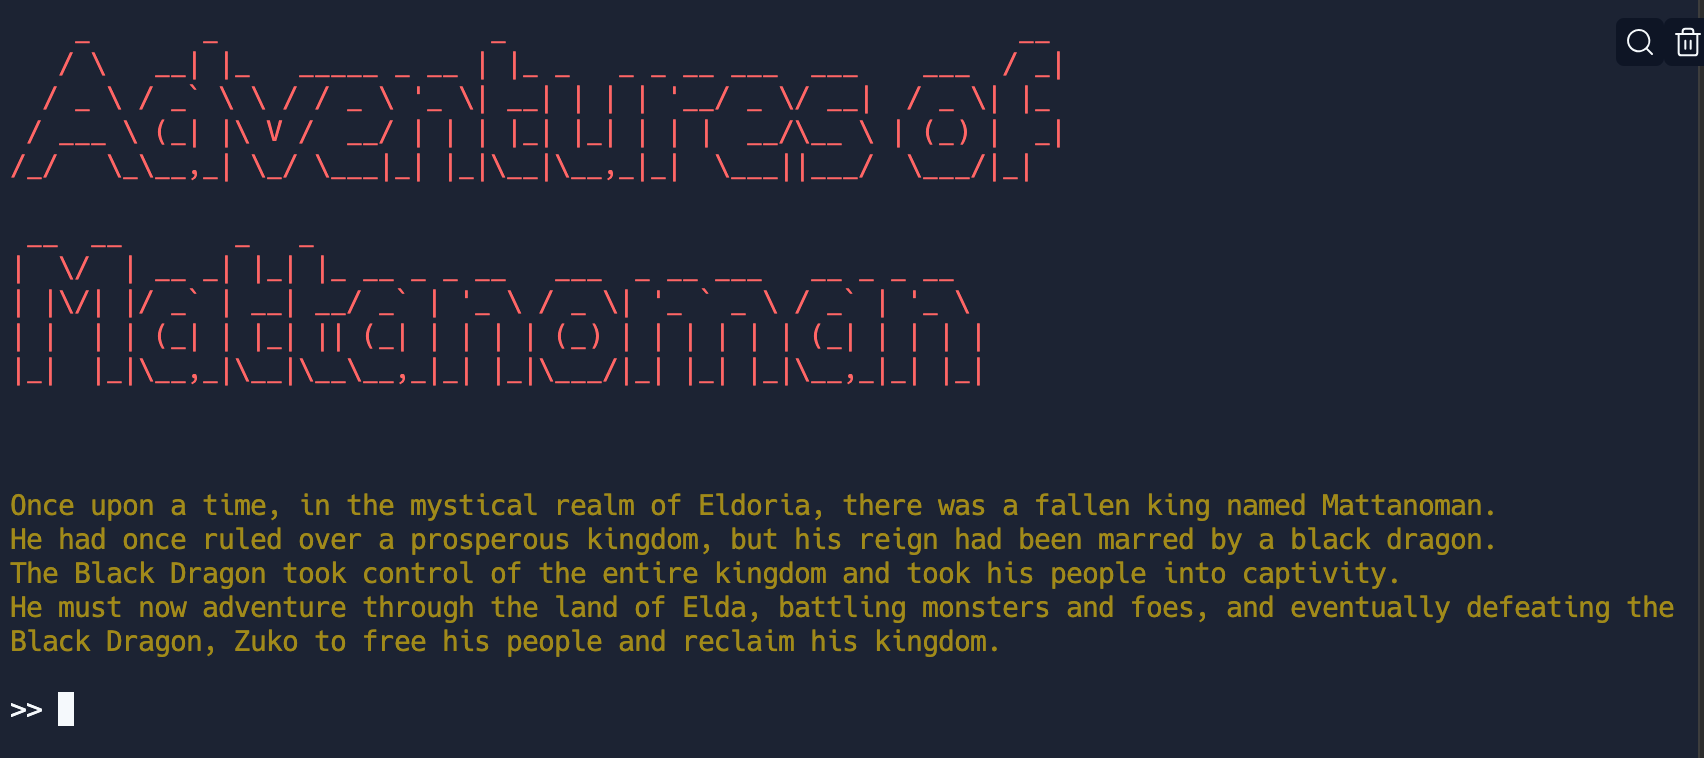 Adventures of
Mattanoman
Once upon a time, in the mystical realm of Eldoria, there was a fallen king named Mattanoman.
He had once ruled over a prosperous kingdom, but his reign had been marred by a black dragon.
The Black Dragon took control of the entire kingdom and took his people into captivity.
He must now adventure through the land of Elda, battling monsters and foes, and eventually defeating the
Black Dragon, Zuko to free his people and reclaim his kingdom.
>>